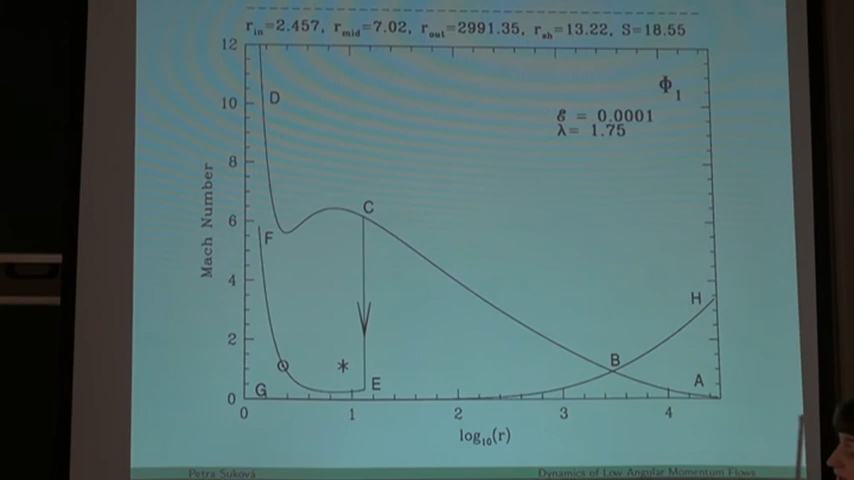 r_in=2.457, r_mid=7.02, r_out=2991.35, r_sh=13.22, S=18.55
12
10
8
6
4
2
0
Mach Number
D
C
F
G
E
B
H
A
Φ_1
ℰ = 0.0001
λ= 1.75
0 1 2 3 4
log_10(r)
Petra Suková
Dynamics of Low Angular Momentum Flows